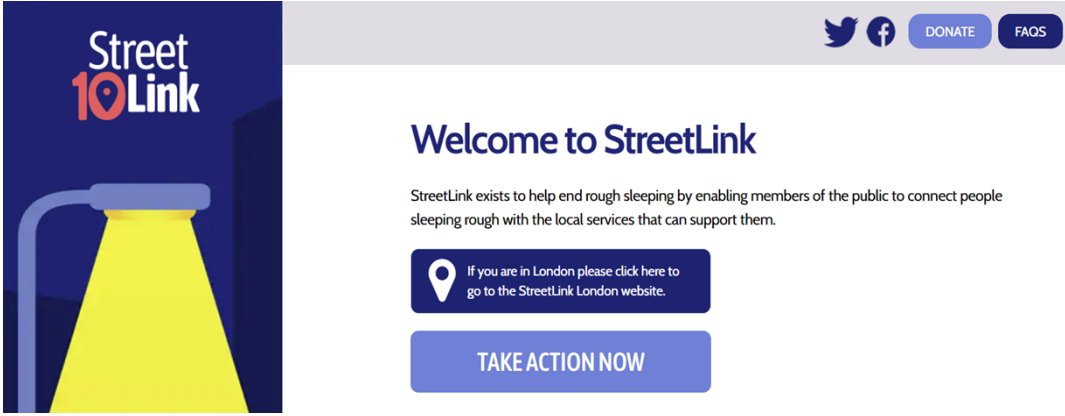 Street
10Link
DONATE
FAQS
Welcome to StreetLink
StreetLink exists to help end rough sleeping by enabling members of the public to connect people
sleeping rough with the local services that can support them.
If you are in London please click here to
go to the StreetLink London website.
TAKE ACTION NOW